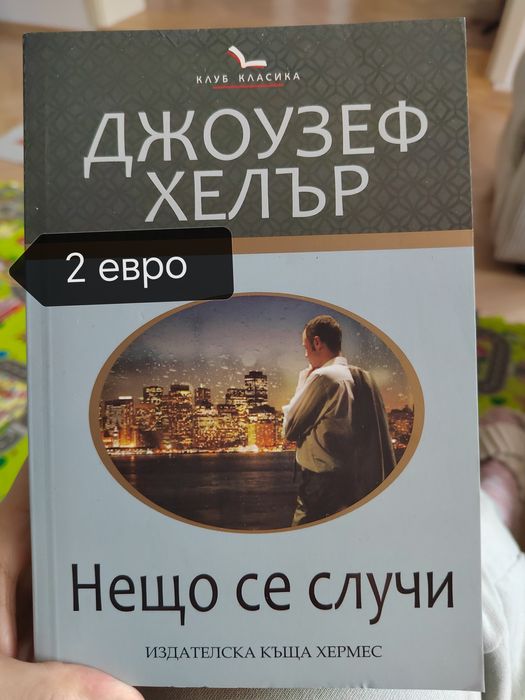 КЛУБ КЛАСИКА
ДЖОУЗЕФ
ХЕЛЪР
2 евро
Нещо се случи
ИЗДАТЕЛСКА КЪЩА ХЕРМЕС